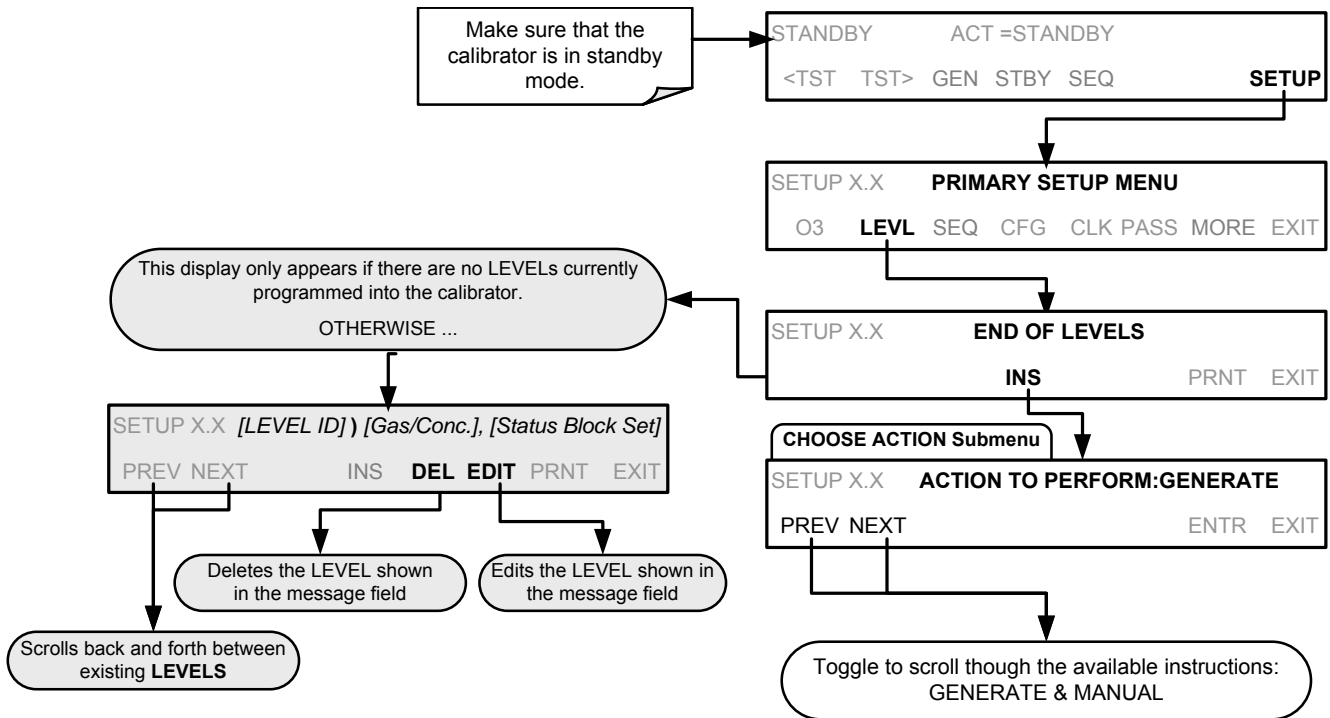 Make sure that the
calibrator is in standby
mode.
STANDBY ACT =STANDBY
<TST TST> GEN STBY SEQ SETUP
SETUP X.X PRIMARY SETUP MENU
O3 LEVL SEQ CFG CLK PASS MORE EXIT
This display only appears if there are no LEVELs currently
programmed into the calibrator.
OTHERWISE ...
SETUP X.X END OF LEVELS
INS PRNT EXIT
SETUP X.X [LEVEL ID] ) [Gas/Conc.], [Status Block Set]
PREV NEXT INS DEL EDIT PRNT EXIT
CHOOSE ACTION Submenu
SETUP X.X ACTION TO PERFORM:GENERATE
PREV NEXT ENTR EXIT
Deletes the LEVEL shown
in the message field
Edits the LEVEL shown in
the message field
Scrolls back and forth between
existing LEVELS
Toggle to scroll though the available instructions:
GENERATE & MANUAL